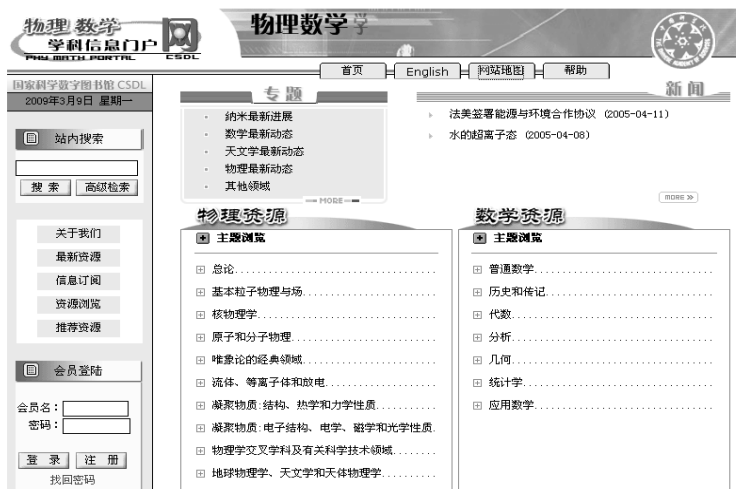 物理 数学
学科信息门户
PHY MATH PORTAL
CSDL
物理数学
首页
English
网站地图
帮助
国家科学数字图书馆 CSDL
2009年3月9日 星期一
站内搜索
搜 索
高级检索
关于我们
最新资源
信息订阅
资源浏览
推荐资源
会员登陆
会员名：
密码：
登 录
注 册
找回密码
专题
纳米最新进展
数学最新动态
天文学最新动态
物理最新动态
其他领域
MORE
新闻
法美签署能源与环境合作协议 (2005-04-11)
水的超离子态 (2005-04-08)
MORE
物理资源
主题浏览
总论
基本粒子物理与场
核物理学
原子和分子物理
唯象论的经典领域
流体、等离子体和放电
凝聚物质:结构、热学和力学性质
凝聚物质:电子结构、电学、磁学和光学性质
物理学交叉学科及有关科学技术领域
地球物理学、天文学和天体物理学
数学资源
主题浏览
普通数学
历史和传记
代数
分析
几何
统计学
应用数学